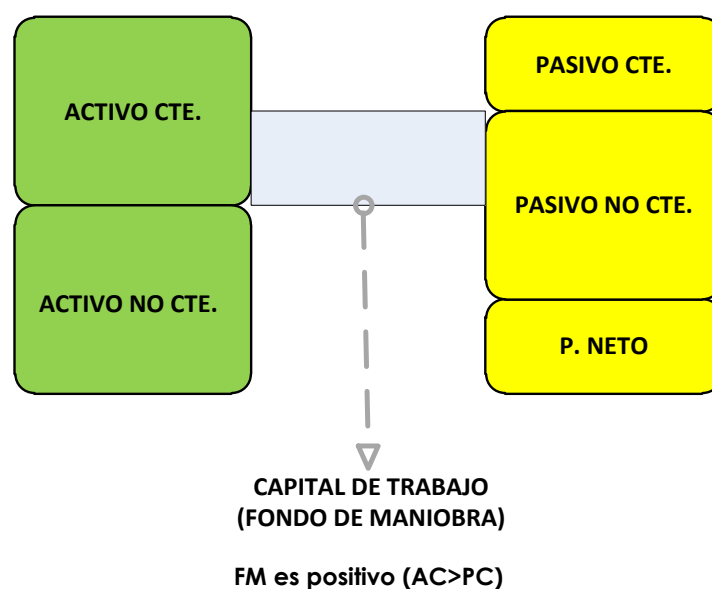 ACTIVO CTE.
PASIVO CTE.
PASIVO NO CTE.
ACTIVO NO CTE.
P. NETO
CAPITAL DE TRABAJO
(FONDO DE MANIOBRA)
FM es positivo (AC>PC)